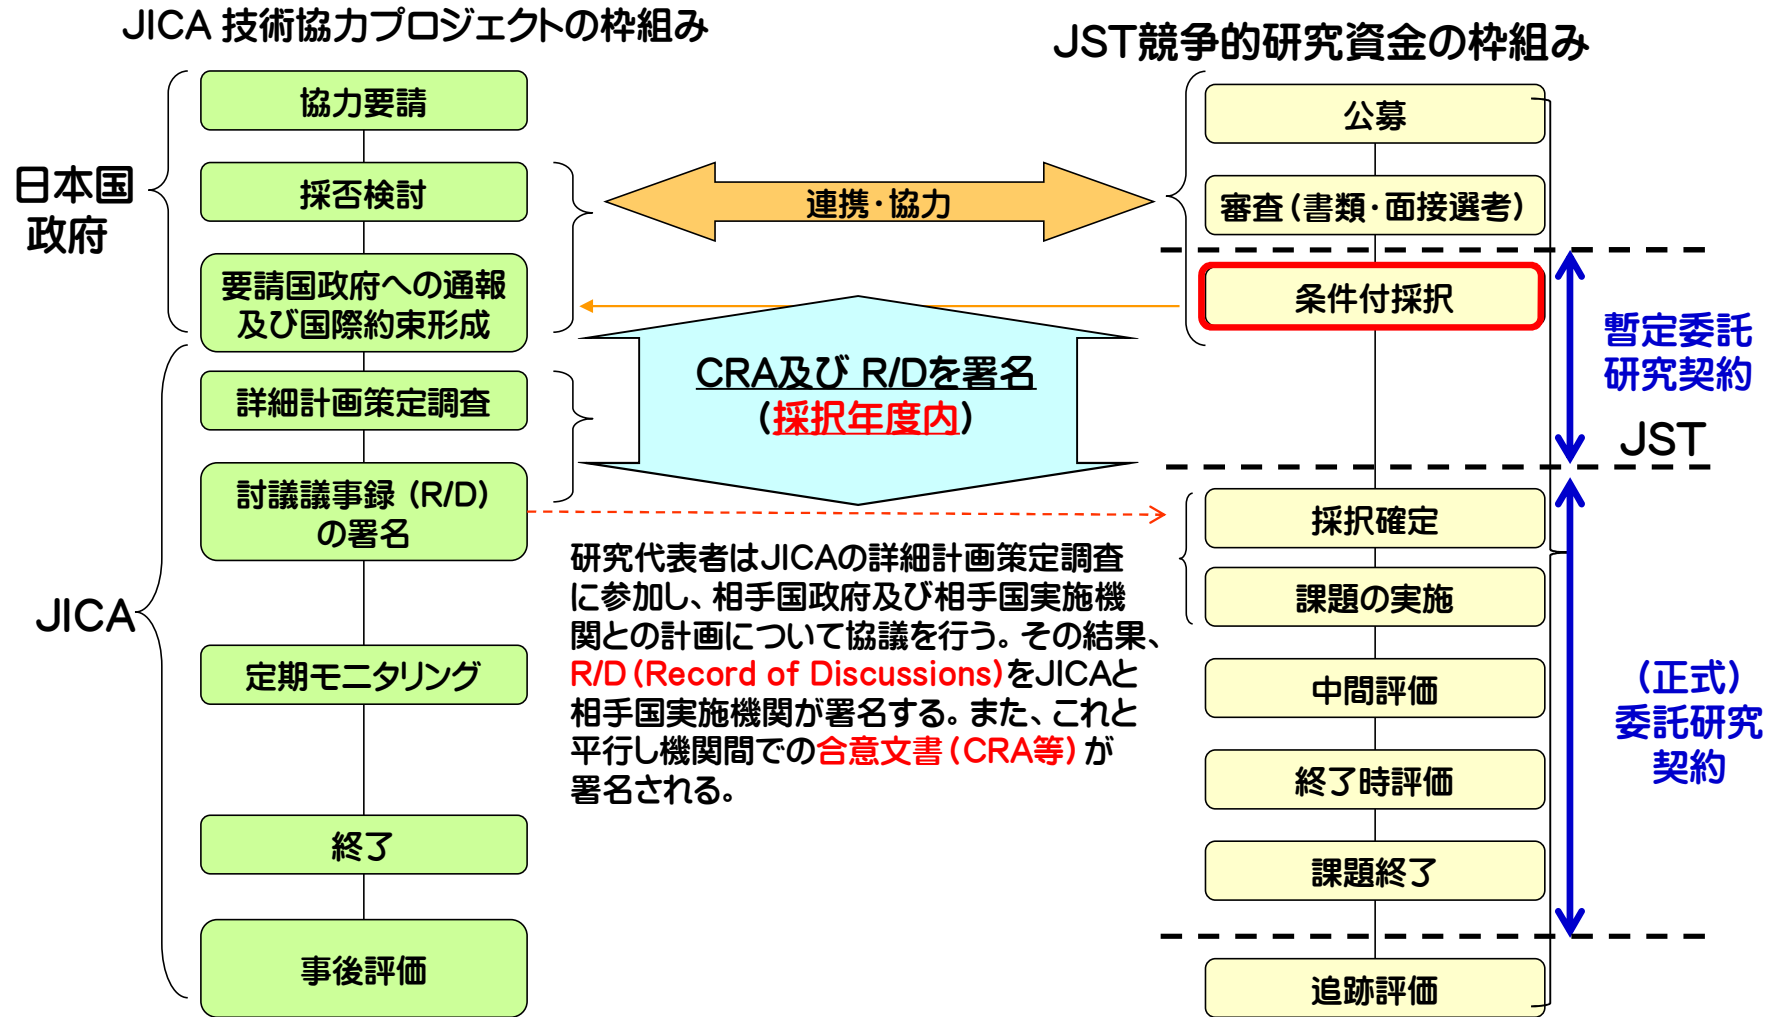 JICA 技術協力プロジェクトの枠組み
JST競争的研究資金の枠組み
日本国
政府
JICA
協力要請
採否検討
要請国政府への通報
及び国際約束形成
詳細計画策定調査
討議議事録 (R/D)
の署名
定期モニタリング
終了
事後評価
連携・協力
CRA及び R/Dを署名
(採択年度内)
研究代表者はJICAの詳細計画策定調査
に参加し、相手国政府及び相手国実施機
関との計画について協議を行う。その結果、
R/D(Record of Discussions)をJICAと
相手国実施機関が署名する。また、これと
平行し機関間での合意文書(CRA等)が
署名される。
公募
審査(書類・面接選考)
条件付採択
採択確定
課題の実施
中間評価
終了時評価
課題終了
追跡評価
暫定委託
研究契約
JST
(正式)
委託研究
契約